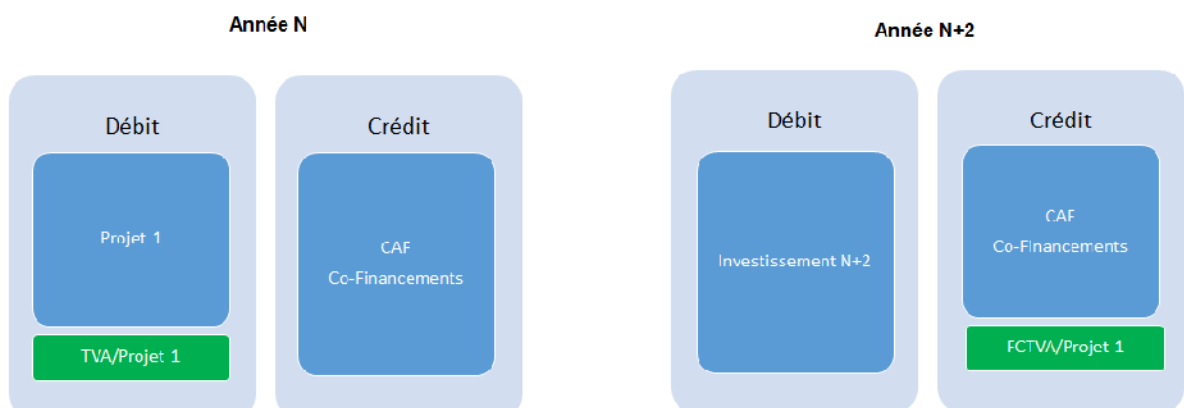 Année N
Débit
Crédit
Projet 1
CAF
Co-Financements
TVA/Projet 1
Année N+2
Débit
Crédit
Investissement N+2
CAF
Co-Financements
FCTVA/Projet 1